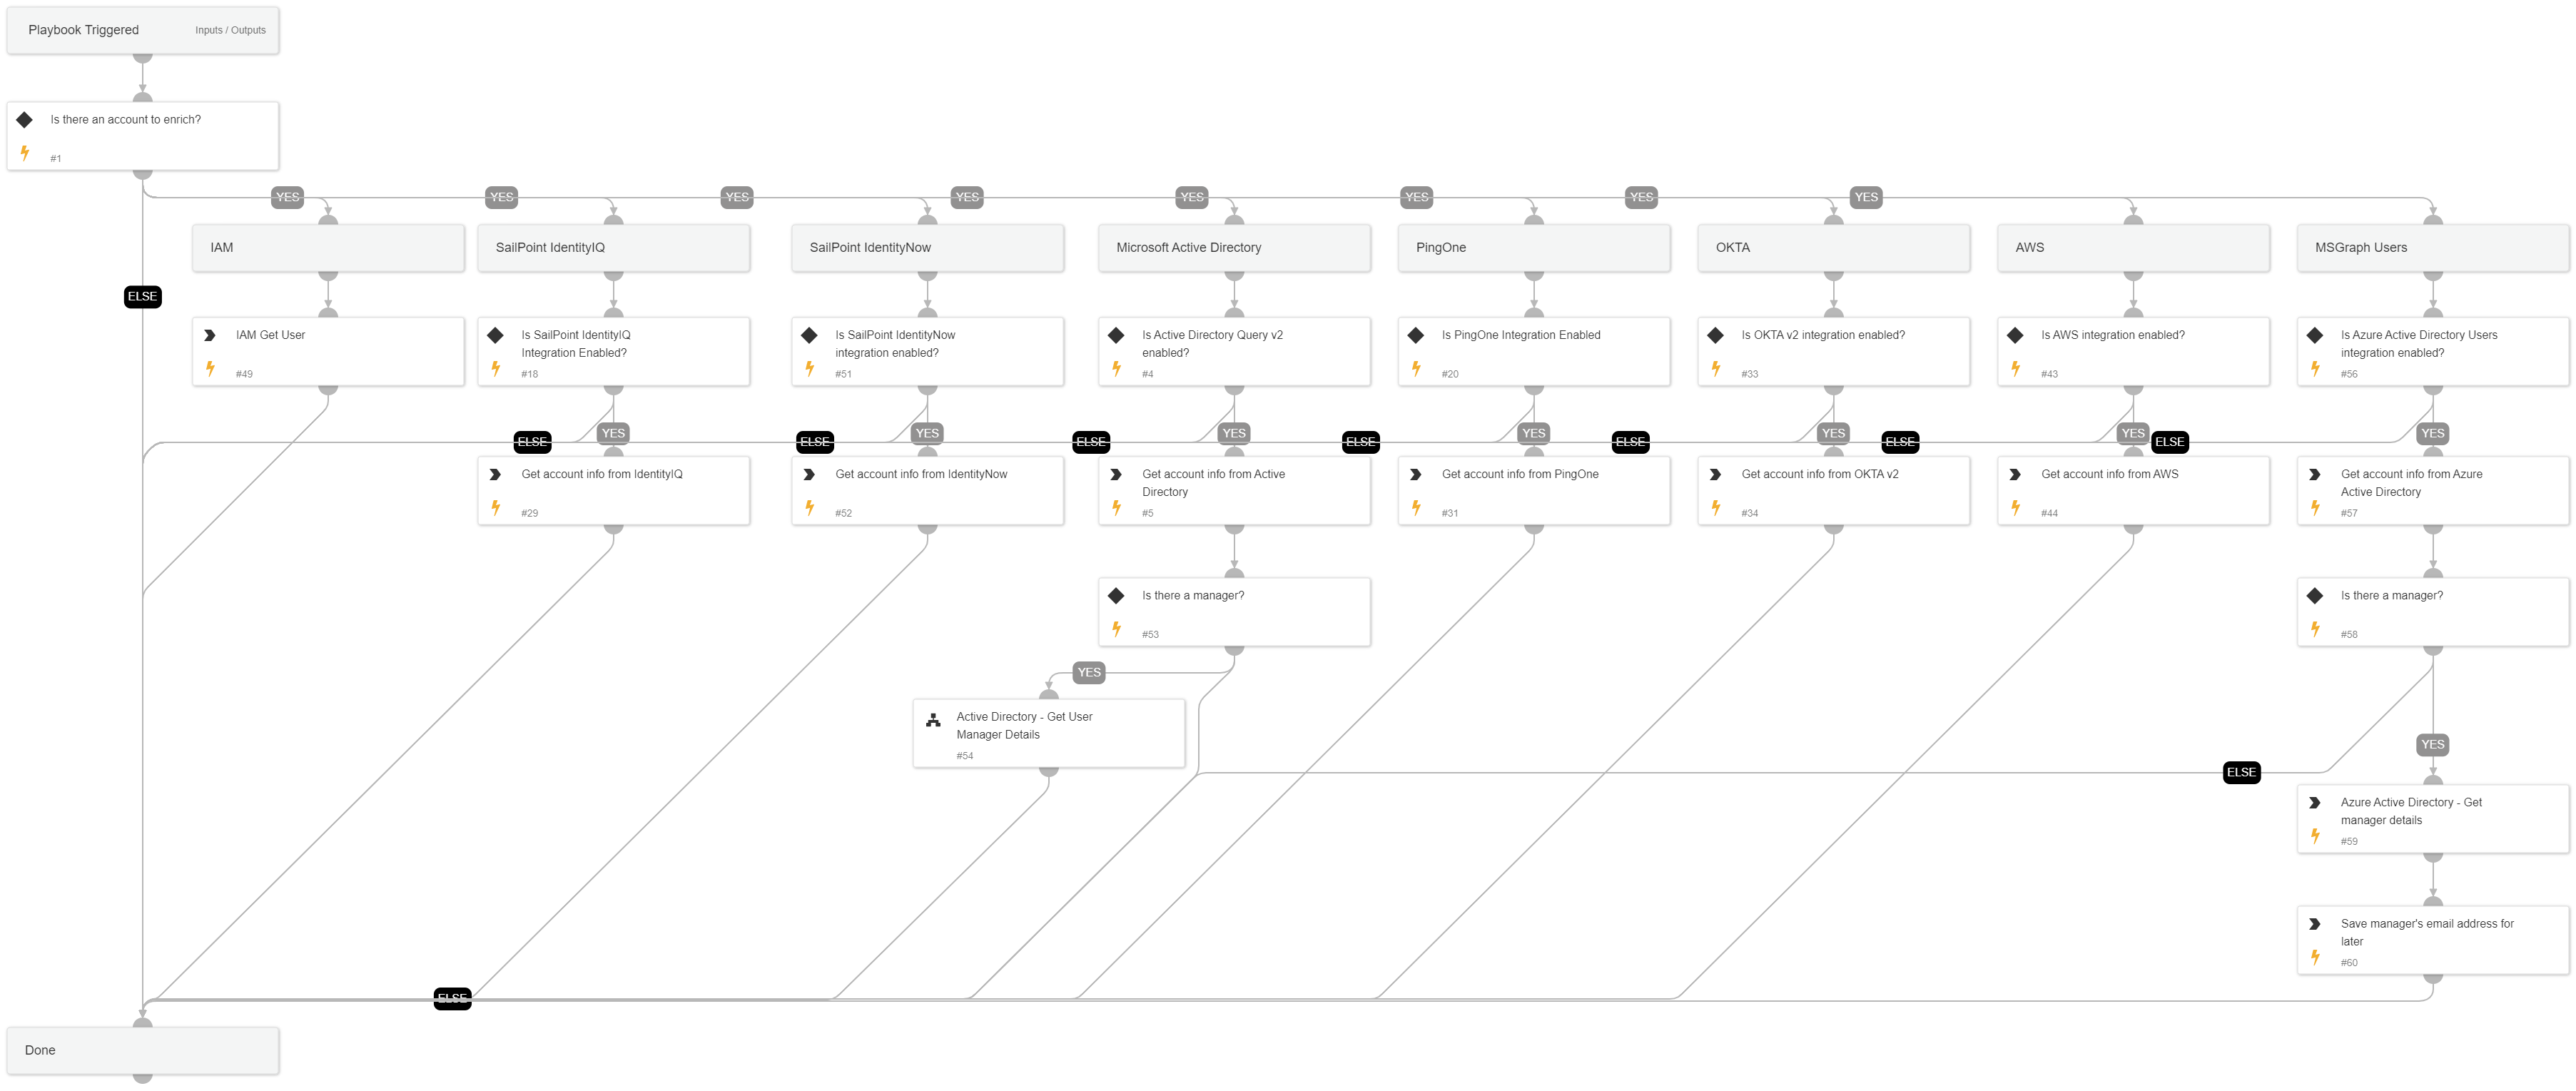 Playbook Triggered
Inputs / Outputs
Is there an account to enrich?
#1
YES
YES
YES
YES
YES
YES
YES
YES
IAM
SailPoint IdentityIQ
SailPoint IdentityNow
Microsoft Active Directory
PingOne
OKTA
AWS
MSGraph Users
ELSE
IAM Get User
#49
Is SailPoint IdentityIQ
Integration Enabled?
#18
Is SailPoint IdentityNow
integration enabled?
#51
Is Active Directory Query v2
enabled?
#4
Is PingOne Integration Enabled
#20
Is OKTA v2 integration enabled?
#33
Is AWS integration enabled?
#43
Is Azure Active Directory Users
integration enabled?
#56
ELSE
YES
ELSE
YES
ELSE
YES
ELSE
YES
ELSE
YES
ELSE
YES
ELSE
YES
Get account info from IdentityIQ
#29
Get account info from IdentityNow
#52
Get account info from Active
Directory
#5
Get account info from PingOne
#31
Get account info from OKTA v2
#34
Get account info from AWS
#44
Get account info from Azure
Active Directory
#57
Is there a manager?
#53
Is there a manager?
#58
YES
Active Directory - Get User
Manager Details
#54
YES
ELSE
Azure Active Directory - Get
manager details
#59
Save manager's email address for
later
#60
ELSE
Done